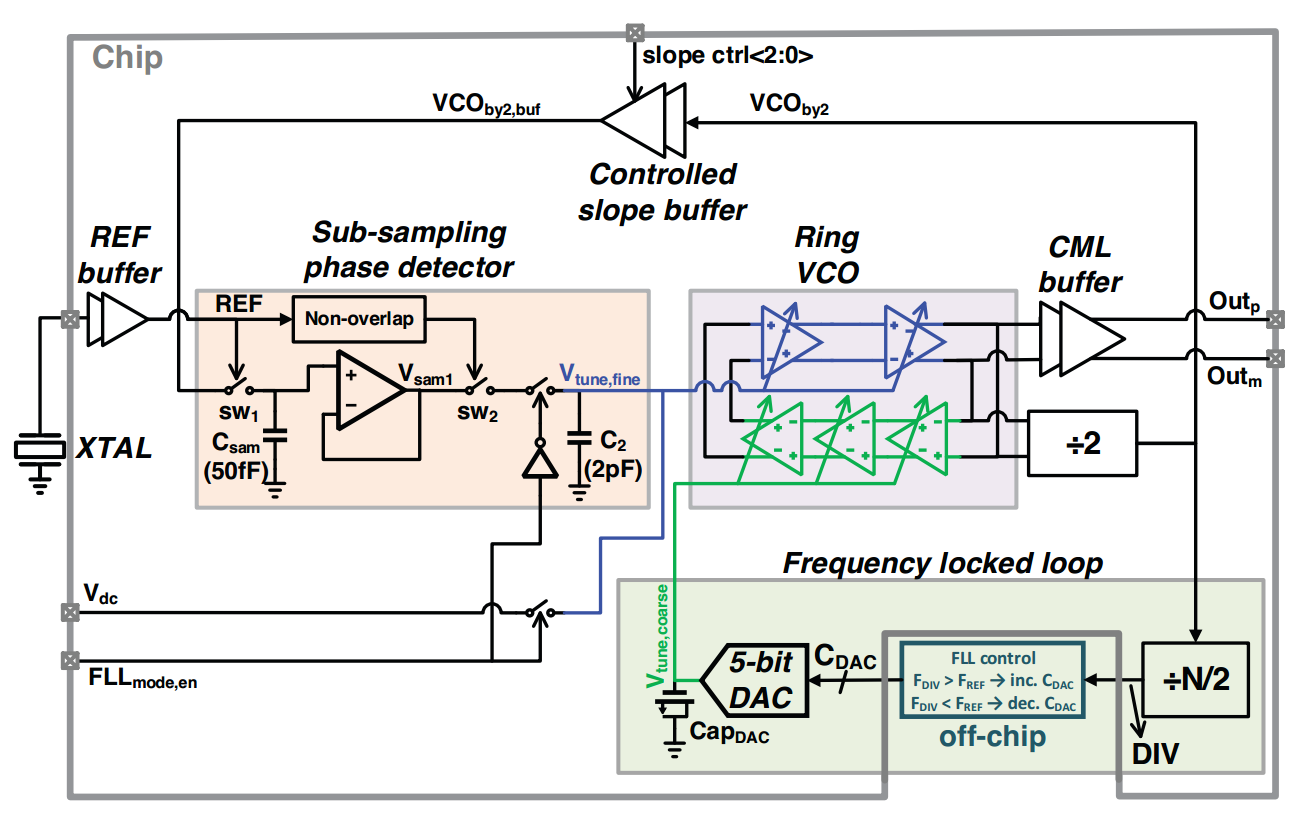 Chip
slope ctrl<2:0>
VCOby2,buf
VCOby2
Controlled
slope buffer
REF
buffer
Sub-sampling
phase detector
Ring
VCO
CML
buffer
REF
Non-overlap
Outp
Outm
+
−
Vsam1
Vtune,fine
sw1
sw2
Csam
(50fF)
C2
(2pF)
XTAL
+ +
− −
− − −
+ + +
÷2
Vdc
FLLmode,en
Frequency locked loop
Vtune,coarse
5-bit
DAC
CDAC
CapDAC
FLL control
FDIV > FREF → inc. CDAC
FDIV < FREF → dec. CDAC
off-chip
÷N/2
DIV